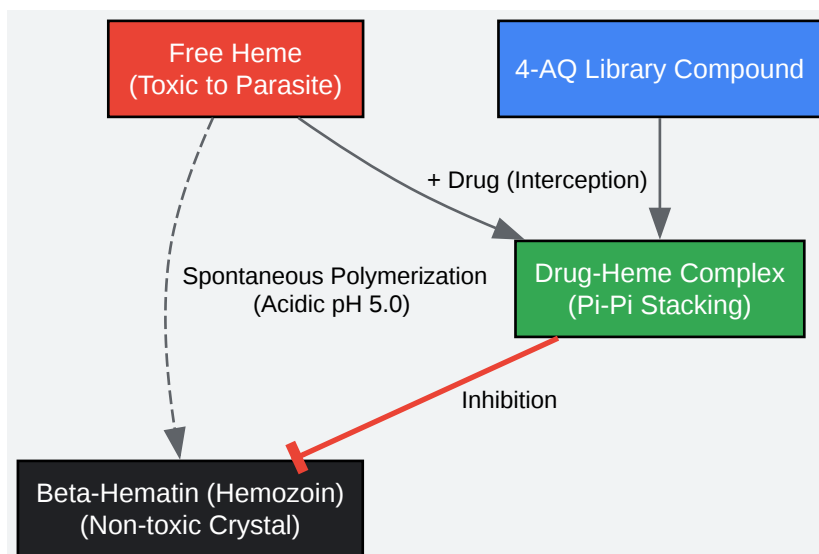 Free Heme
(Toxic to Parasite)
4-AQ Library Compound
+ Drug (Interception)
Spontaneous Polymerization
(Acidic pH 5.0)
Drug-Heme Complex
(Pi-Pi Stacking)
Inhibition
Beta-Hematin (Hemozoin)
(Non-toxic Crystal)